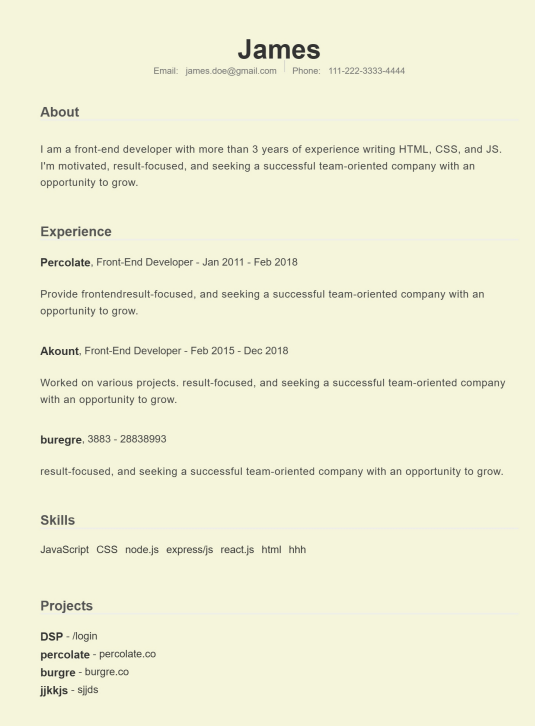 James
Email: james.doe@gmail.com Phone: 111-222-3333-4444
About
I am a front-end developer with more than 3 years of experience writing HTML, CSS, and JS.
I'm motivated, result-focused, and seeking a successful team-oriented company with an
opportunity to grow.
Experience
Percolate, Front-End Developer - Jan 2011 - Feb 2018
Provide frontendresult-focused, and seeking a successful team-oriented company with an
opportunity to grow.
Akount, Front-End Developer - Feb 2015 - Dec 2018
Worked on various projects. result-focused, and seeking a successful team-oriented company
with an opportunity to grow.
buregre, 3883 - 28838993
result-focused, and seeking a successful team-oriented company with an opportunity to grow.
Skills
JavaScript CSS node.js express/js react.js html hhh
Projects
DSP - /login
percolate - percolate.co
burgre - burgre.co
jjkkjs - sjjds